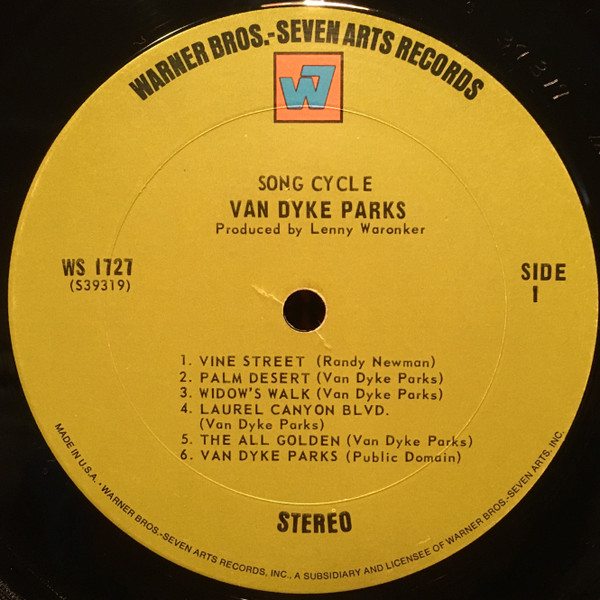 WARNER BROS.-SEVEN ARTS RECORDS
W7
SONG CYCLE
VAN DYKE PARKS
Produced by Lenny Waronker
WS 1727
(S39319)
SIDE
1
1. VINE STREET (Randy Newman)
2. PALM DESERT (Van Dyke Parks)
3. WIDOW'S WALK (Van Dyke Parks)
4. LAUREL CANYON BLVD.
(Van Dyke Parks)
5. THE ALL GOLDEN (Van Dyke Parks)
6. VAN DYKE PARKS (Public Domain)
STEREO
MADE IN U.S.A. • WARNER BROS.-SEVEN ARTS RECORDS, INC., A SUBSIDIARY AND LICENSEE OF WARNER BROS.-SEVEN ARTS, INC.